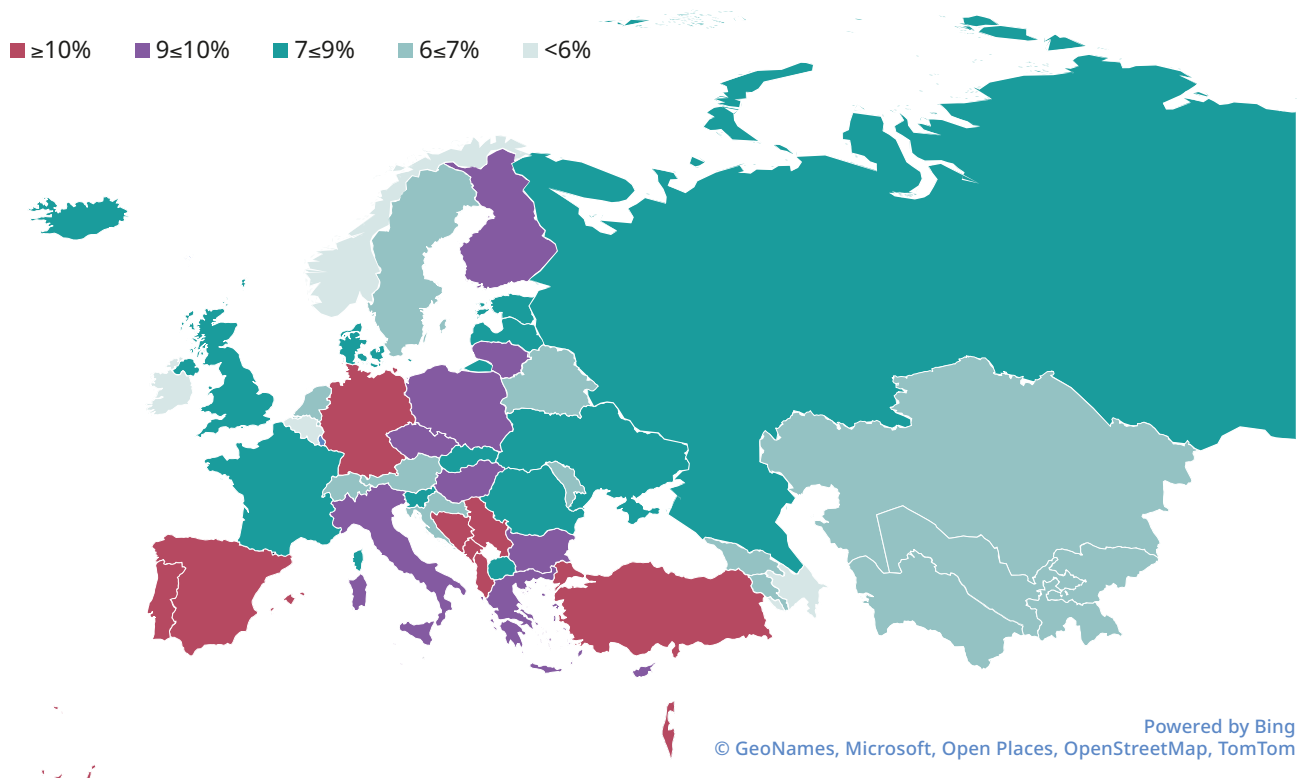 ≥10% 9≤10% 7≤9% 6≤7% <6%
Powered by Bing
© GeoNames, Microsoft, Open Places, OpenStreetMap, TomTom